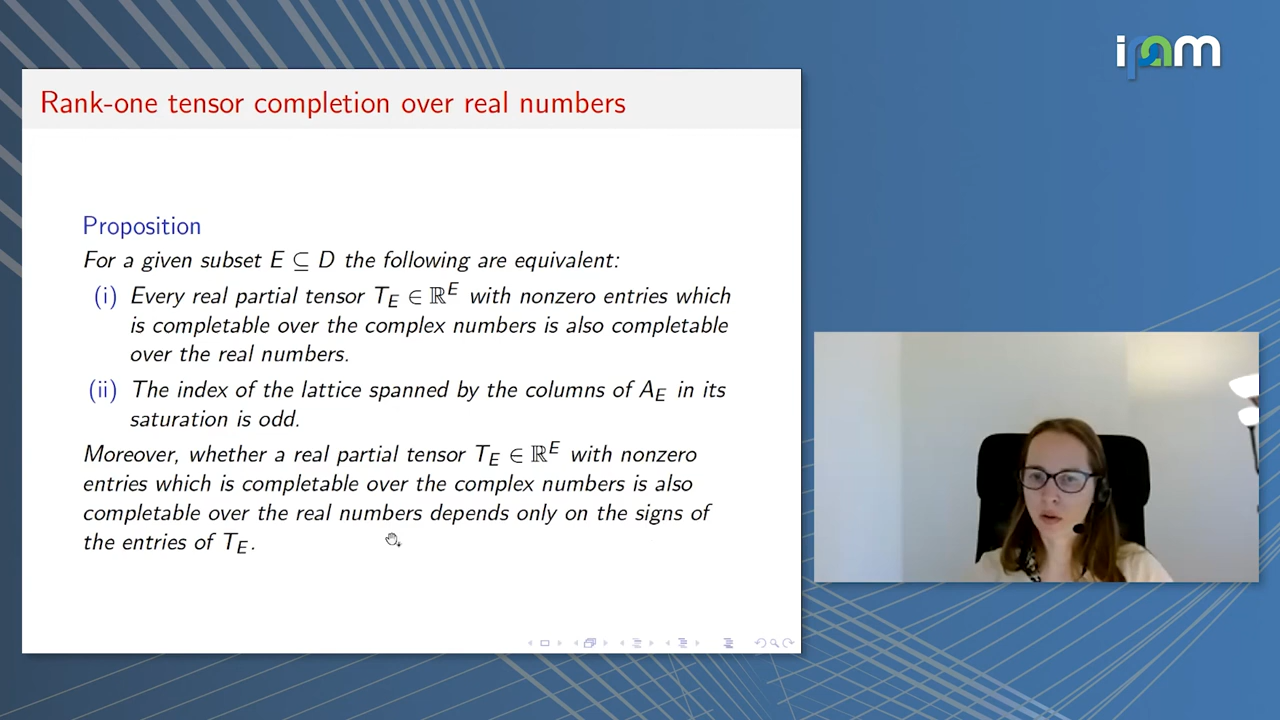 ipam
Rank-one tensor completion over real numbers
Proposition
For a given subset E ⊆ D the following are equivalent:
(i) Every real partial tensor T_E ∈ ℝ^E with nonzero entries which
is completable over the complex numbers is also completable
over the real numbers.
(ii) The index of the lattice spanned by the columns of A_E in its
saturation is odd.
Moreover, whether a real partial tensor T_E ∈ ℝ^E with nonzero
entries which is completable over the complex numbers is also
completable over the real numbers depends only on the signs of
the entries of T_E.